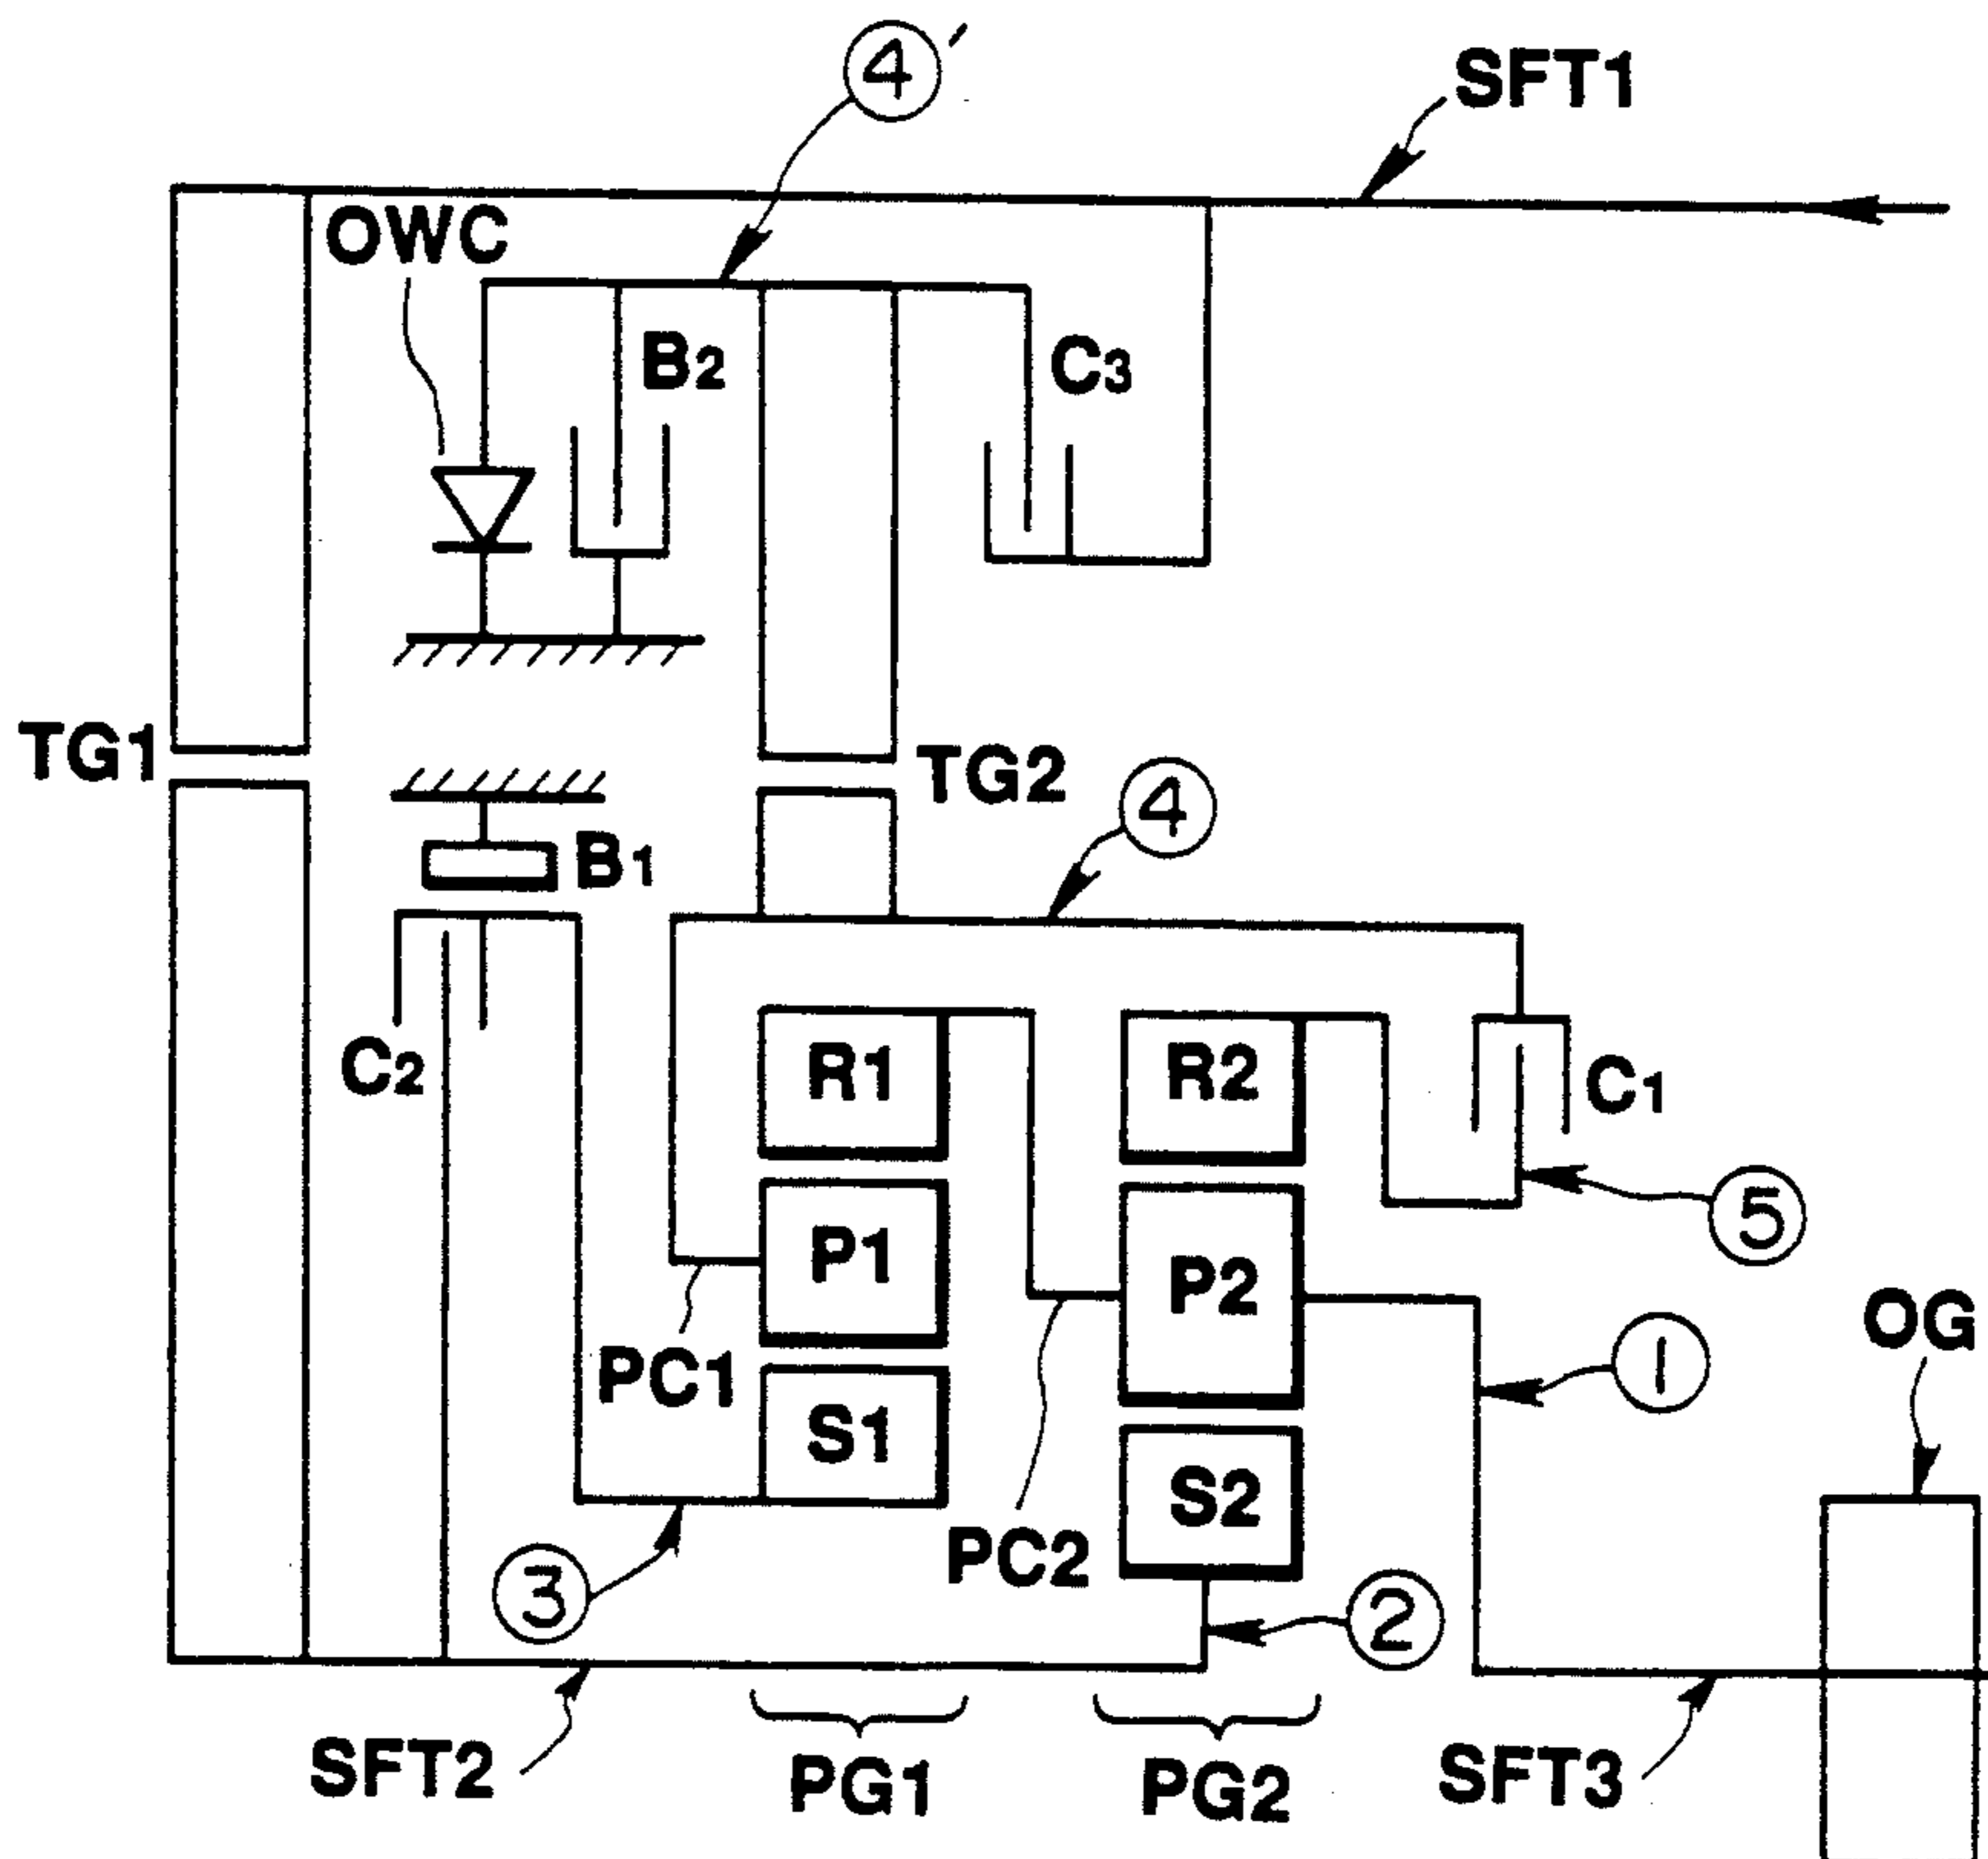 ④'
SFT1
OWC
B2
C3
TG1
TG2
④
B1
C2
R1
R2
C1
⑤
P1
P2
OG
PC1
①
S1
S2
PC2
③
②
SFT2
PG1
PG2
SFT3